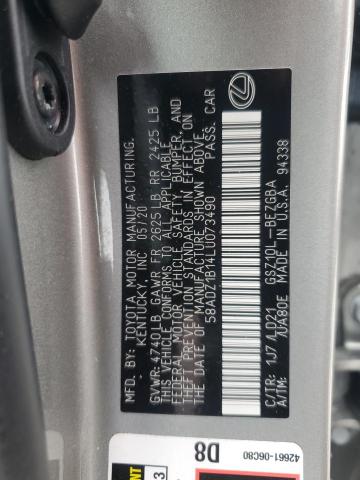 MFD. BY: TOYOTA MOTOR MANUFACTURING.
KENTUCKY, INC 05/20
GVWR: 4740 LB GAWR FR 2625 LB RR 2425 LB
THIS VEHICLE CONFORMS TO ALL APPLICABLE
FEDERAL MOTOR VEHICLE SAFETY, BUMPER, AND
THEFT PREVENTION STANDARDS IN EFFECT ON
THE DATE OF MANUFACTURE SHOWN ABOVE.
58ADZ1B14LU073490 PASS. CAR
C/TR: 1J7/LD21 GSZ10L-BEZGBA
A/TM: /UA80E MADE IN U.S.A. 94338
42661-06C80
D8
3